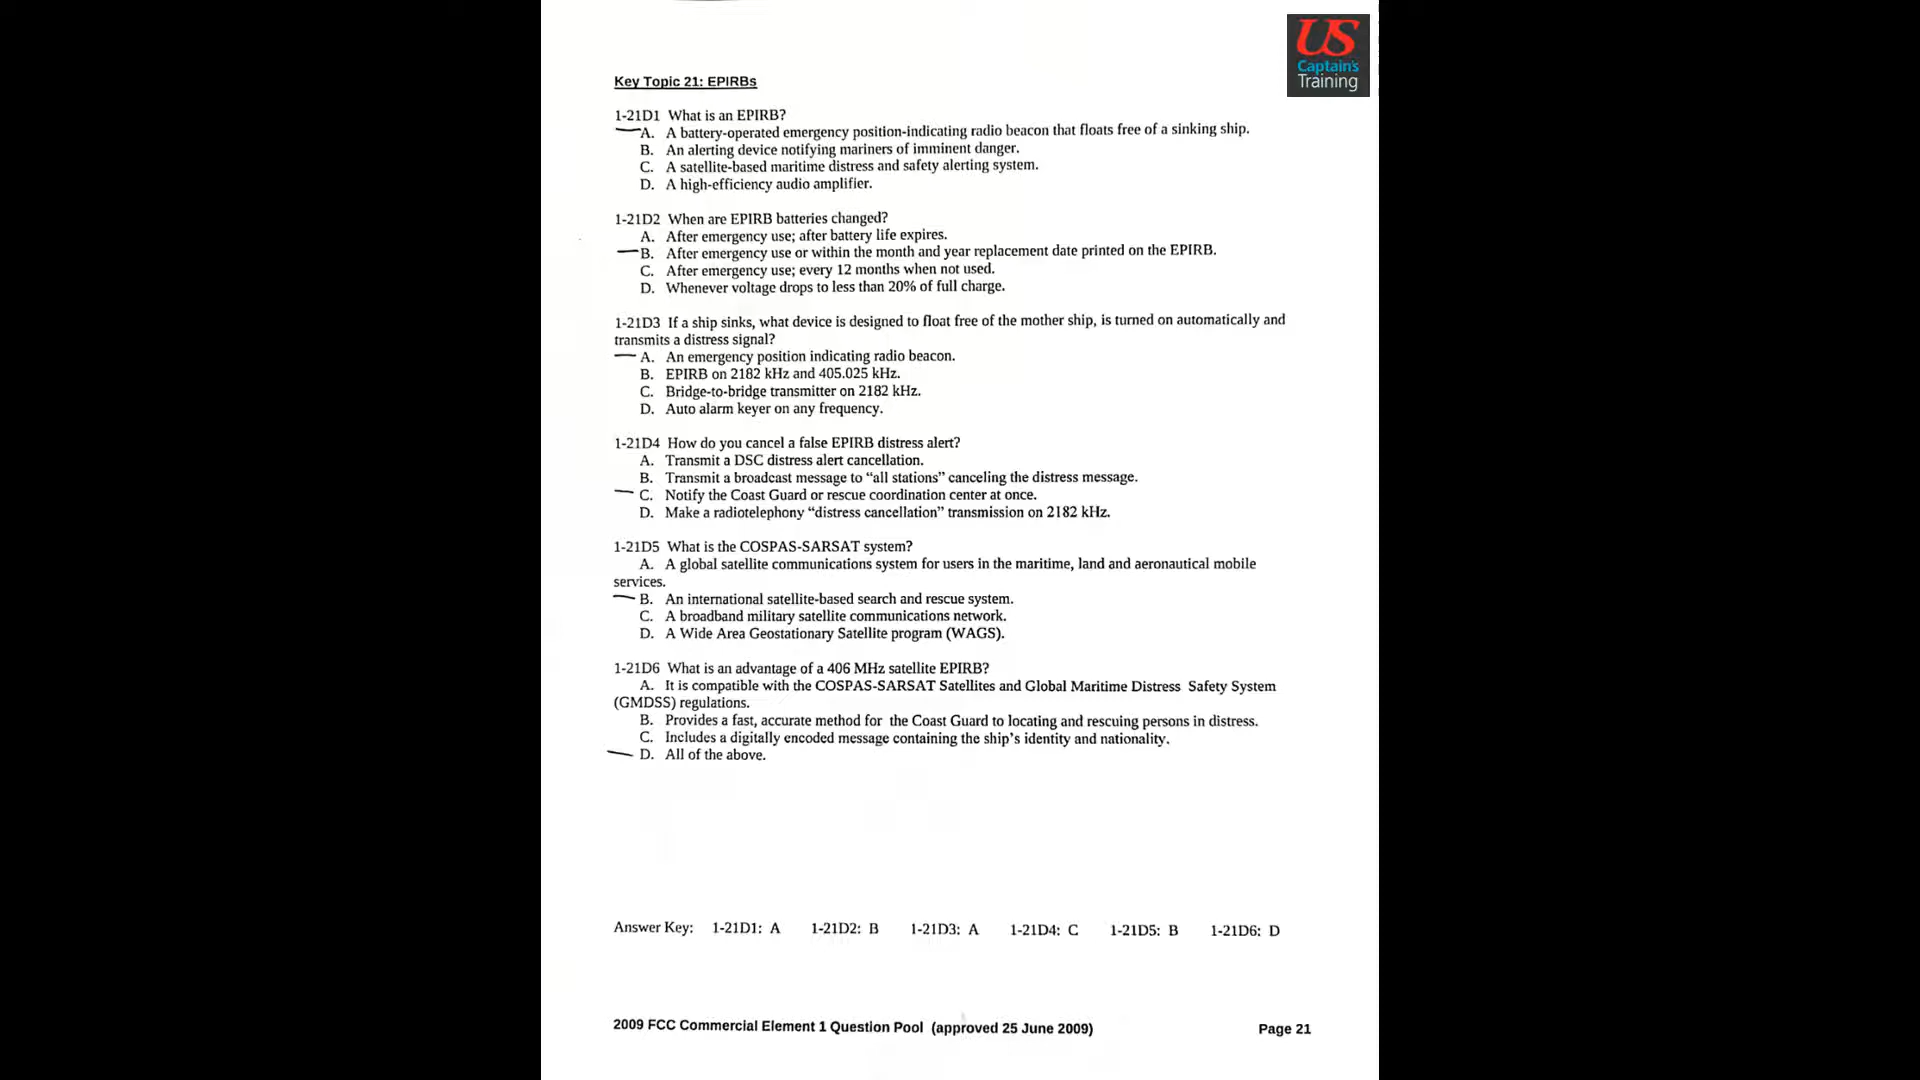 US
Captain's
Training
Key Topic 21: EPIRBs
1-21D1 What is an EPIRB?
A. A battery-operated emergency position-indicating radio beacon that floats free of a sinking ship.
B. An alerting device notifying mariners of imminent danger.
C. A satellite-based maritime distress and safety alerting system.
D. A high-efficiency audio amplifier.
1-21D2 When are EPIRB batteries changed?
A. After emergency use; after battery life expires.
B. After emergency use or within the month and year replacement date printed on the EPIRB.
C. After emergency use; every 12 months when not used.
D. Whenever voltage drops to less than 20% of full charge.
1-21D3 If a ship sinks, what device is designed to float free of the mother ship, is turned on automatically and
transmits a distress signal?
A. An emergency position indicating radio beacon.
B. EPIRB on 2182 kHz and 405.025 kHz.
C. Bridge-to-bridge transmitter on 2182 kHz.
D. Auto alarm keyer on any frequency.
1-21D4 How do you cancel a false EPIRB distress alert?
A. Transmit a DSC distress alert cancellation.
B. Transmit a broadcast message to “all stations” canceling the distress message.
C. Notify the Coast Guard or rescue coordination center at once.
D. Make a radiotelephony “distress cancellation” transmission on 2182 kHz.
1-21D5 What is the COSPAS-SARSAT system?
A. A global satellite communications system for users in the maritime, land and aeronautical mobile
services.
B. An international satellite-based search and rescue system.
C. A broadband military satellite communications network.
D. A Wide Area Geostationary Satellite program (WAGS).
1-21D6 What is an advantage of a 406 MHz satellite EPIRB?
A. It is compatible with the COSPAS-SARSAT Satellites and Global Maritime Distress Safety System
(GMDSS) regulations.
B. Provides a fast, accurate method for the Coast Guard to locating and rescuing persons in distress.
C. Includes a digitally encoded message containing the ship’s identity and nationality.
D. All of the above.
Answer Key: 1-21D1: A 1-21D2: B 1-21D3: A 1-21D4: C 1-21D5: B 1-21D6: D
2009 FCC Commercial Element 1 Question Pool (approved 25 June 2009) Page 21